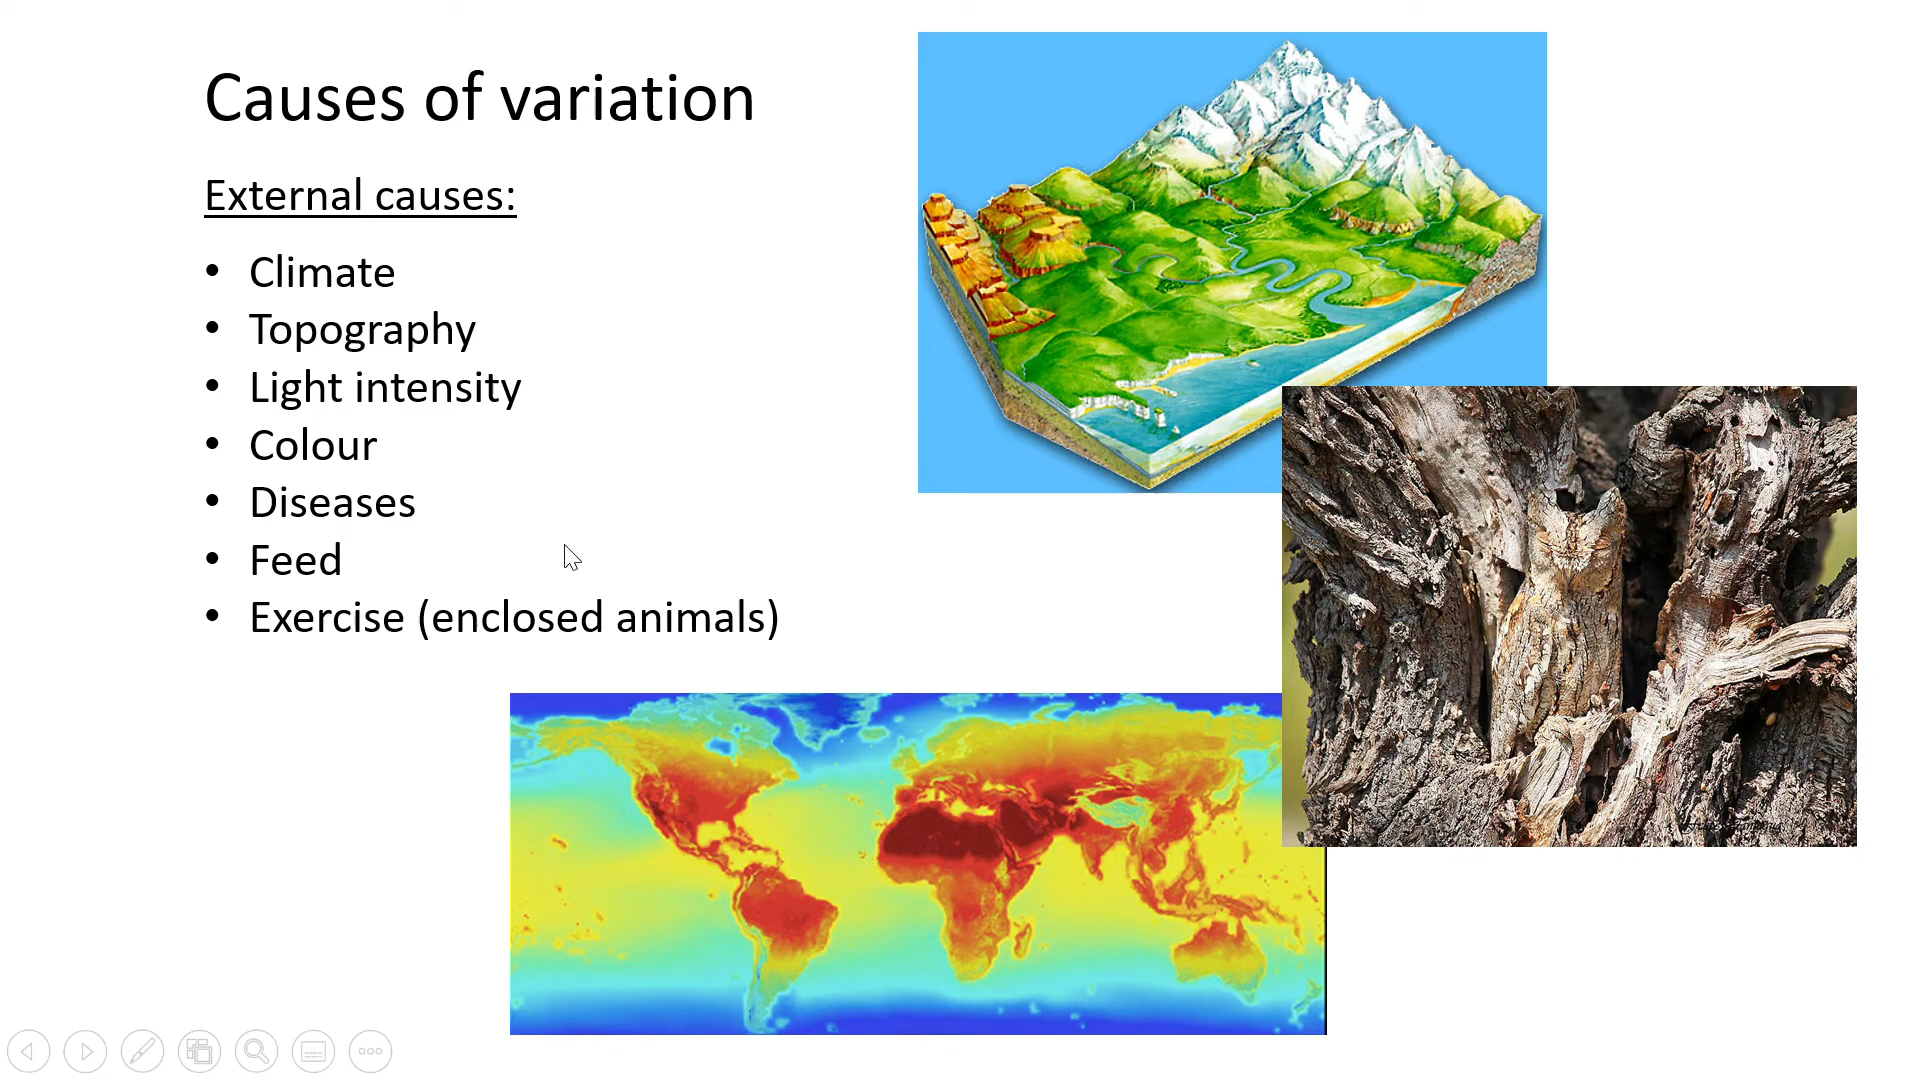 Causes of variation
External causes:
• Climate
• Topography
• Light intensity
• Colour
• Diseases
• Feed
• Exercise (enclosed animals)